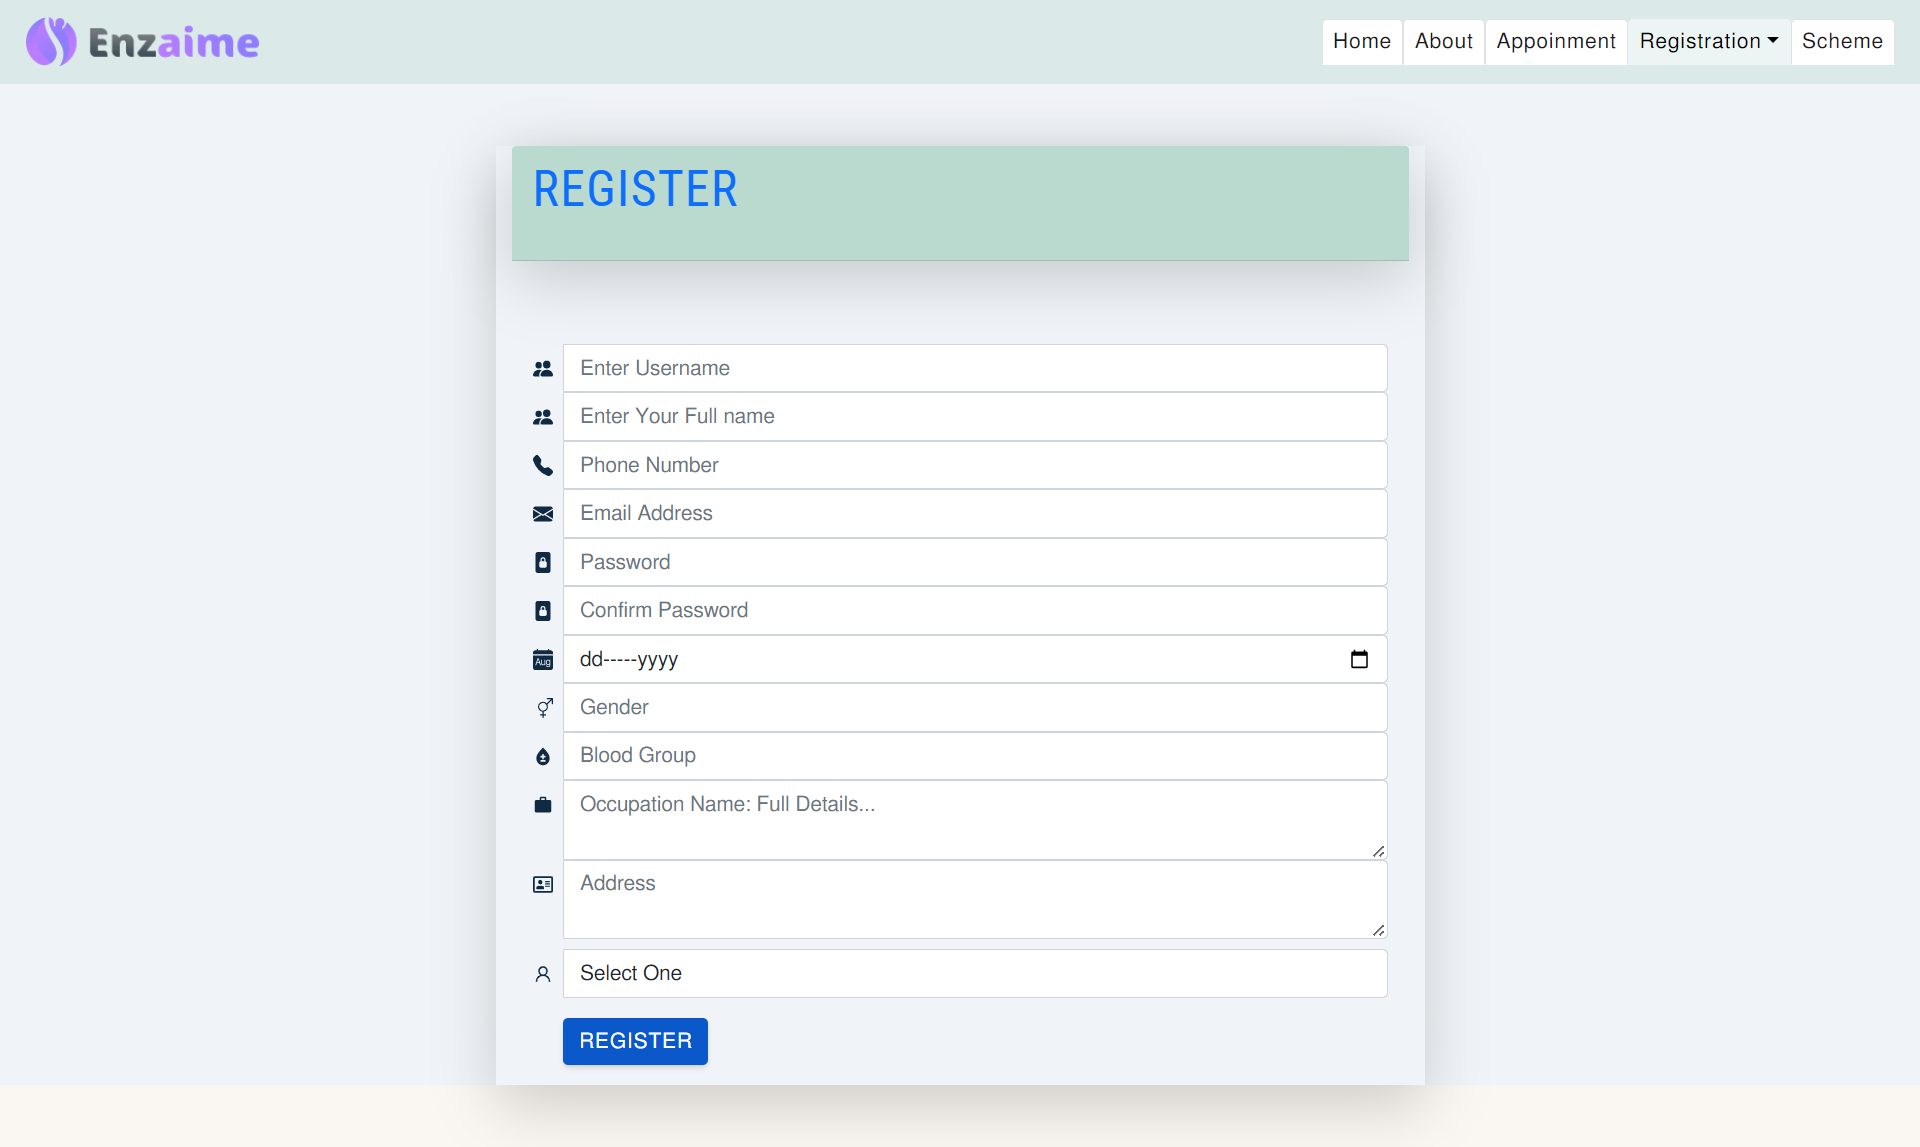 Enzaime
Home About Appoinment Registration Scheme
REGISTER
Enter Username
Enter Your Full name
Phone Number
Email Address
Password
Confirm Password
Aug dd-----yyyy
Gender
Blood Group
Occupation Name: Full Details...
Address
Select One
REGISTER